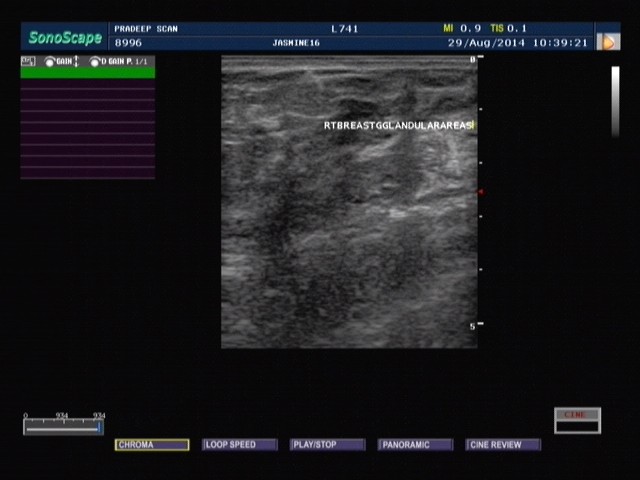 SonoScape
PRADEEP SCAN
L741
MI 0.9 TIS 0.1
8996
JASMINE16
29/Aug/2014 10:39:21
GAIN
D GAIN P. 1/1
0
RTBREASTGGLANDULARAREAS
5
0 934 934
CINE
CHROMA
LOOP SPEED
PLAY/STOP
PANORAMIC
CINE REVIEW